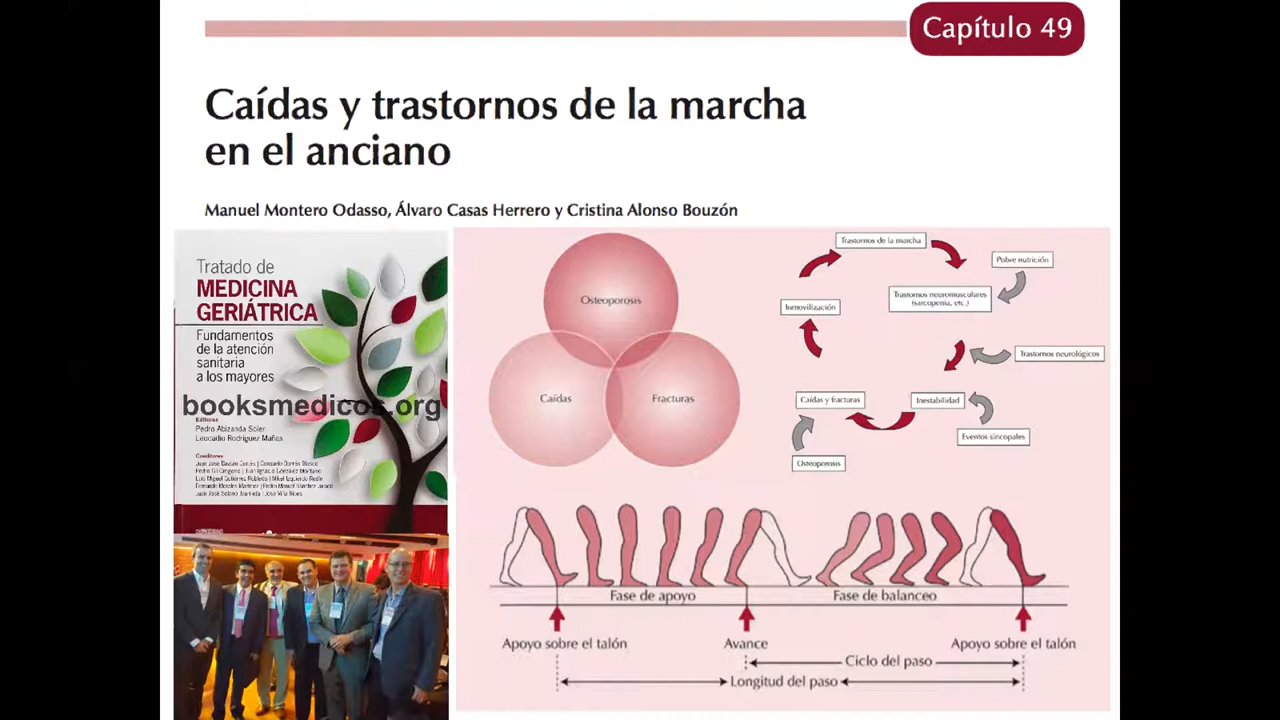 Capítulo 49
Caídas y trastornos de la marcha
en el anciano
Manuel Montero Odasso, Álvaro Casas Herrero y Cristina Alonso Bouzón
Tratado de
MEDICINA
GERIÁTRICA
Fundamentos
de la atención
sanitaria
a los mayores
booksmedicos.org
Editores
Pedro Abizanda Soler
Leocadio Rodríguez Mañas
Coeditores
Osteoporosis
Caídas
Fracturas
Trastornos de la marcha
Pobre nutrición
Trastornos neuromusculares
(sarcopenia, etc.)
Inmovilización
Trastornos neurológicos
Caídas y fracturas
Inestabilidad
Eventos sincopales
Osteoporosis
Fase de apoyo
Fase de balanceo
Apoyo sobre el talón
Avance
Apoyo sobre el talón
Ciclo del paso
Longitud del paso